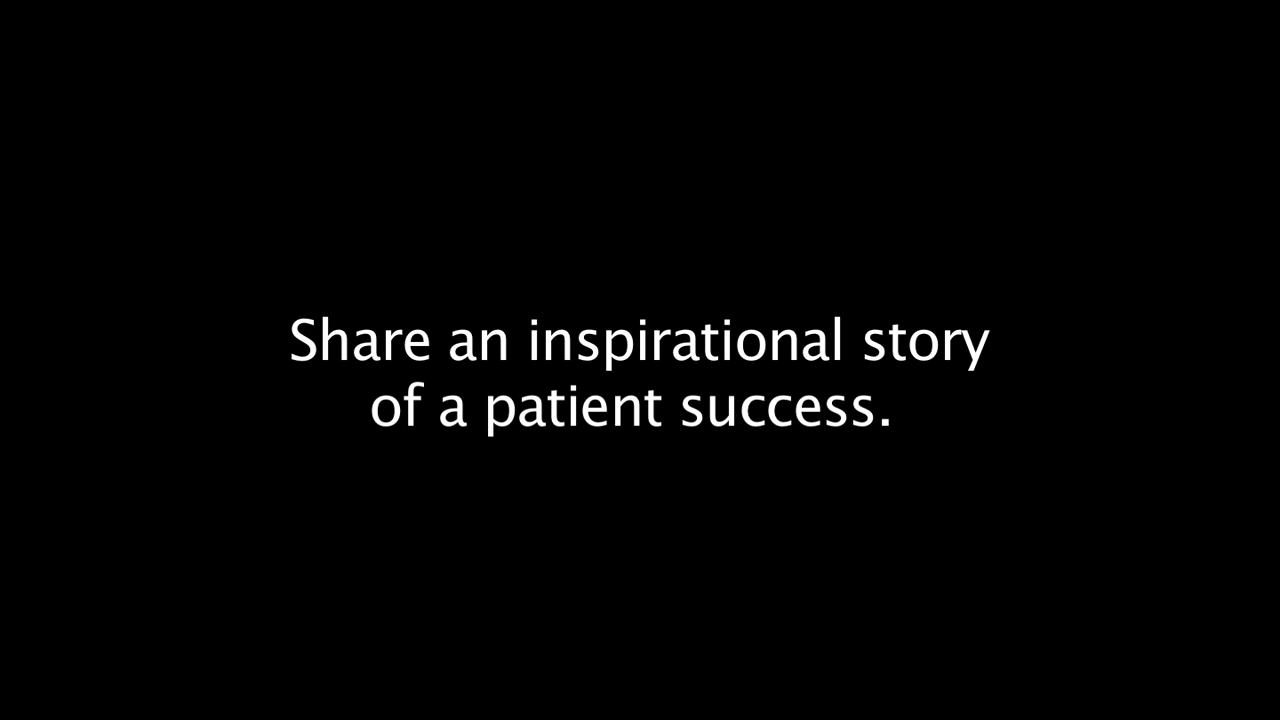 Share an inspirational story
of a patient success.